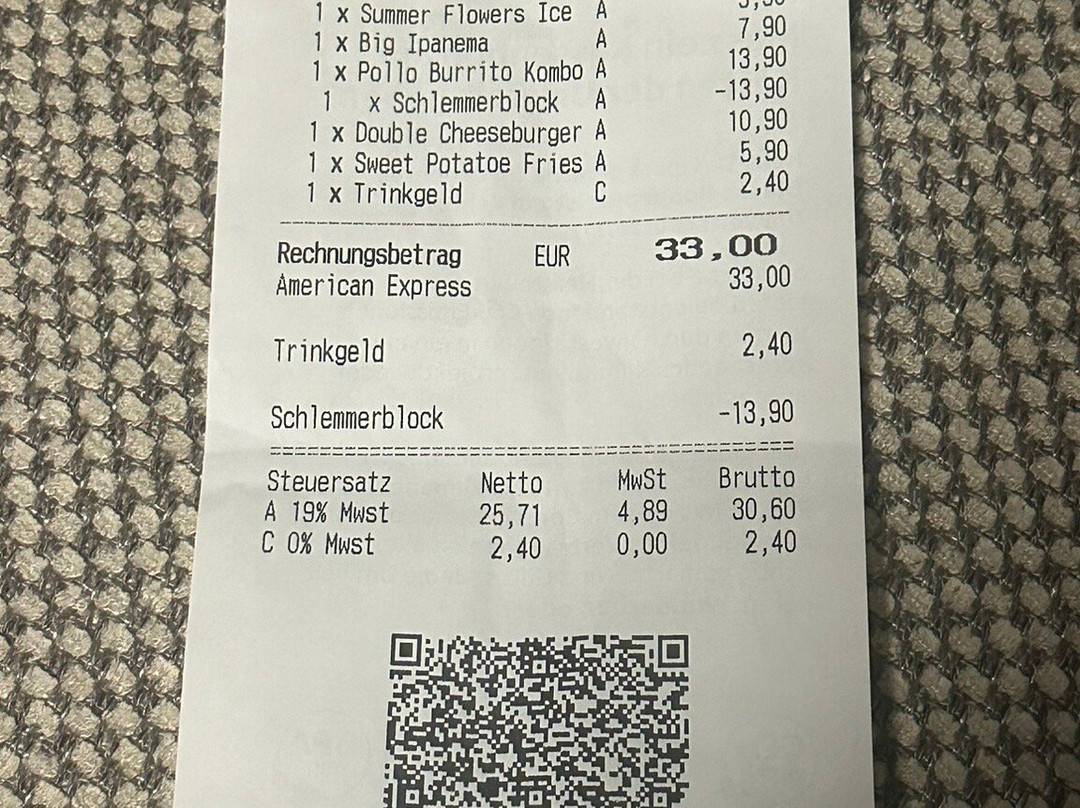 1 x Summer Flowers Ice A
1 x Big Ipanema A 7,90
1 x Pollo Burrito Kombo A 13,90
1 x Schlemmerblock A -13,90
1 x Double Cheeseburger A 10,90
1 x Sweet Potatoe Fries A 5,90
1 x Trinkgeld C 2,40
Rechnungsbetrag EUR 33,00
American Express 33,00
Trinkgeld 2,40
Schlemmerblock -13,90
Steuersatz Netto MwSt Brutto
A 19% Mwst 25,71 4,89 30,60
C 0% Mwst 2,40 0,00 2,40